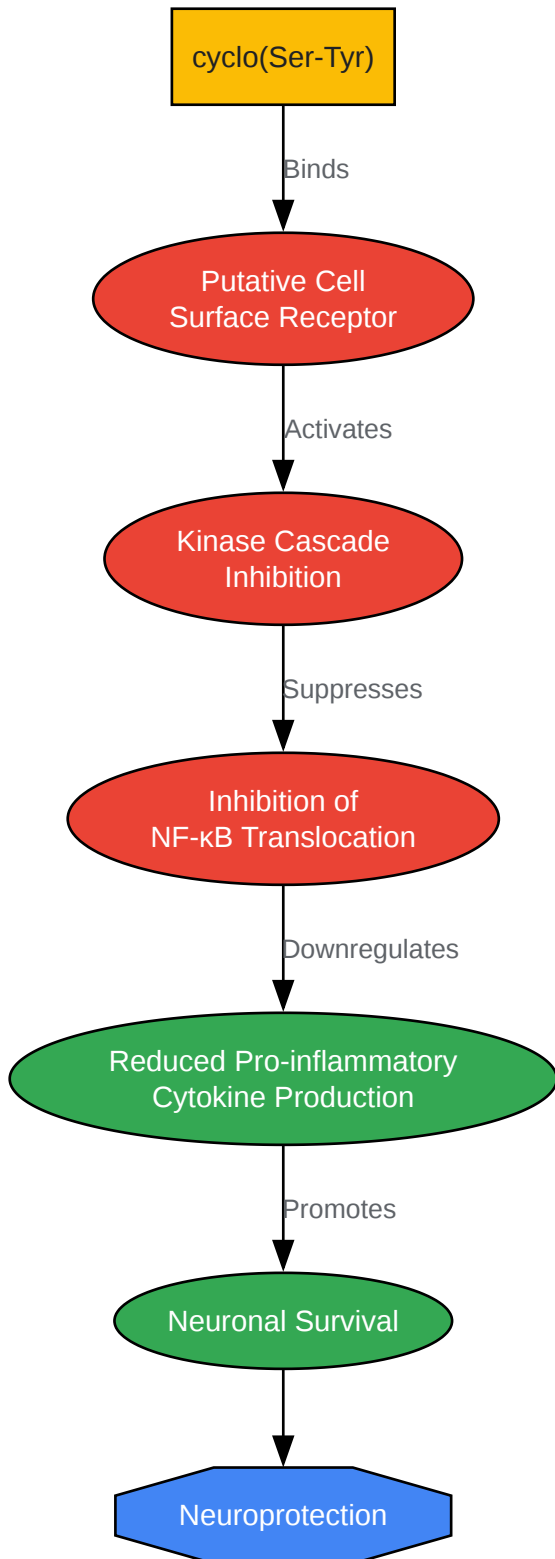 cyclo(Ser-Tyr)
Binds
Putative Cell
Surface Receptor
Activates
Kinase Cascade
Inhibition
Suppresses
Inhibition of
NF-κB Translocation
Downregulates
Reduced Pro-inflammatory
Cytokine Production
Promotes
Neuronal Survival
Neuroprotection